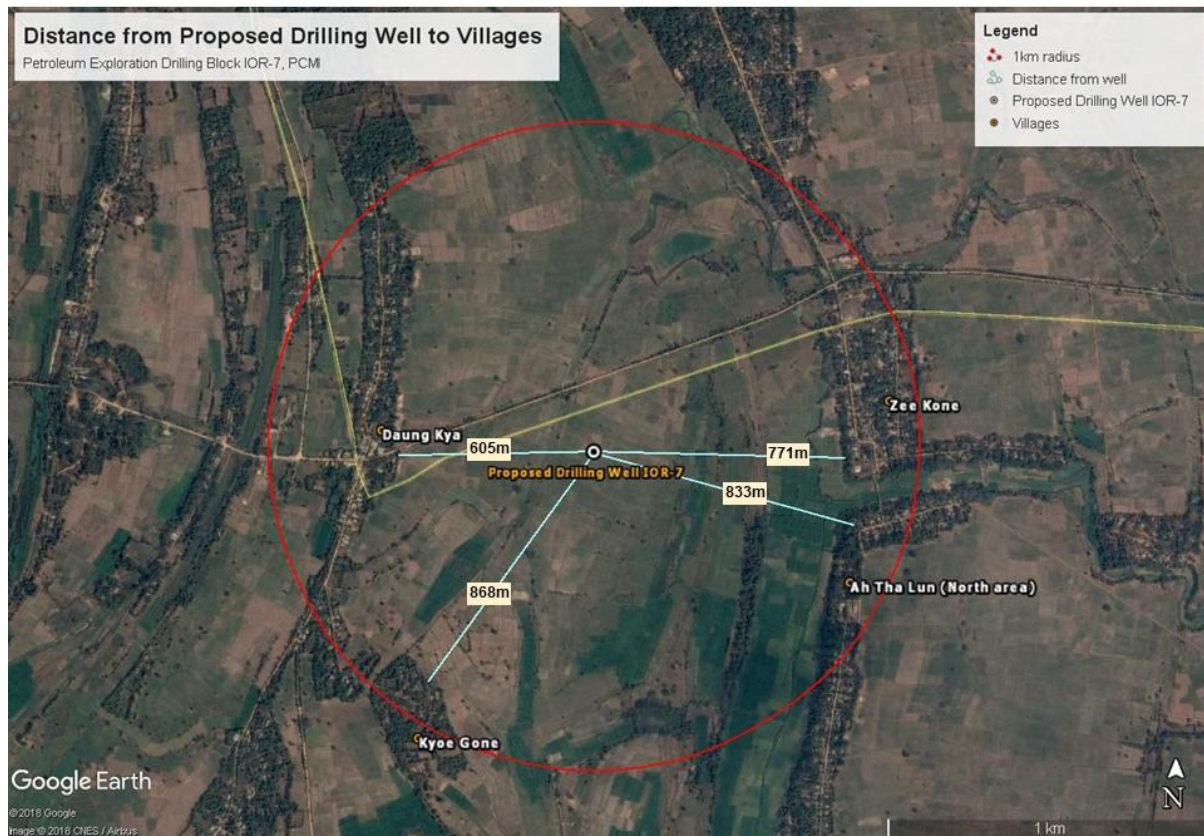 Distance from Proposed Drilling Well to Villages
Petroleum Exploration Drilling Block IOR-7, PCMI
Legend
1km radius
Distance from well
Proposed Drilling Well IOR-7
Villages
Zee Kone
Daung Kya
605m
771m
Proposed Drilling Well IOR-7
833m
868m
Ah Tha Lun (North area)
Kyoe Gone
Google Earth
© 2018 Google
Image © 2018 CNES / Airbus
N
1 km